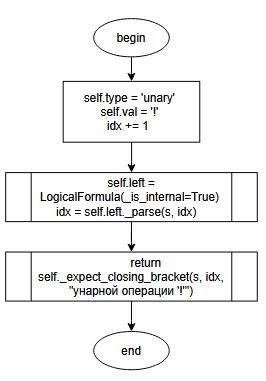 begin
self.type = 'unary'
self.val = '!'
idx += 1
self.left =
LogicalFormula(_is_internal=True)
idx = self.left._parse(s, idx)
return
self._expect_closing_bracket(s, idx,
"унарной операции '!'")
end